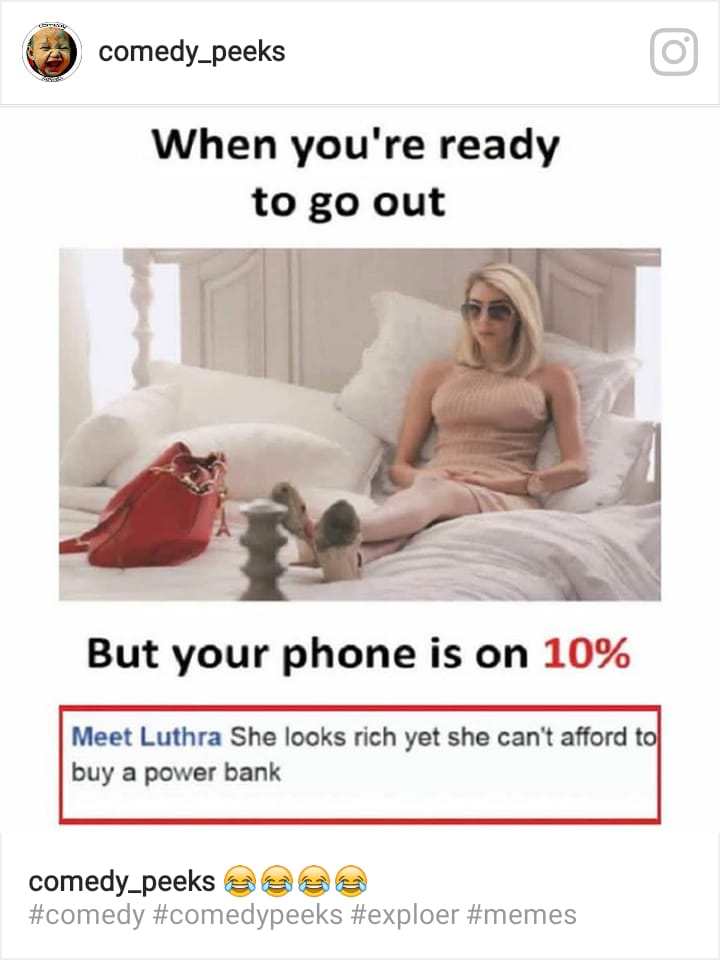 comedy_peeks
When you're ready
to go out
But your phone is on 10%
Meet Luthra She looks rich yet she can't afford to
buy a power bank
comedy_peeks 😂😂😂😂
#comedy #comedypeeks #exploer #memes